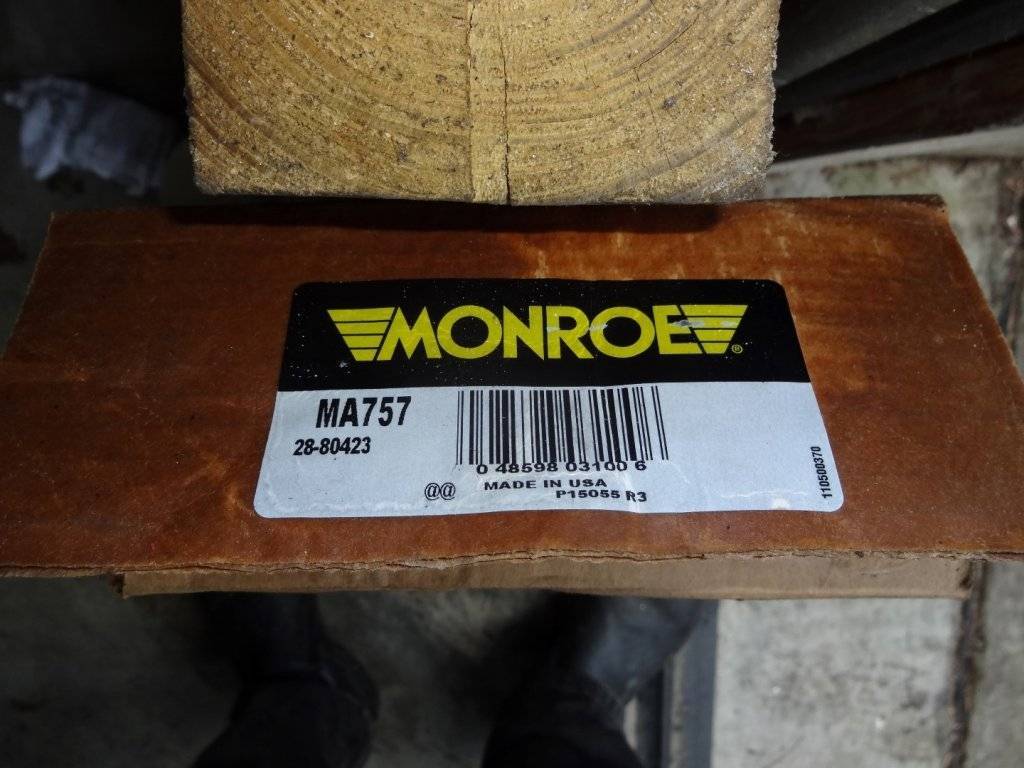 MONROE®
MA757
28-80423
0 48598 03100 6
@@ MADE IN USA
P15055 R3
110500370